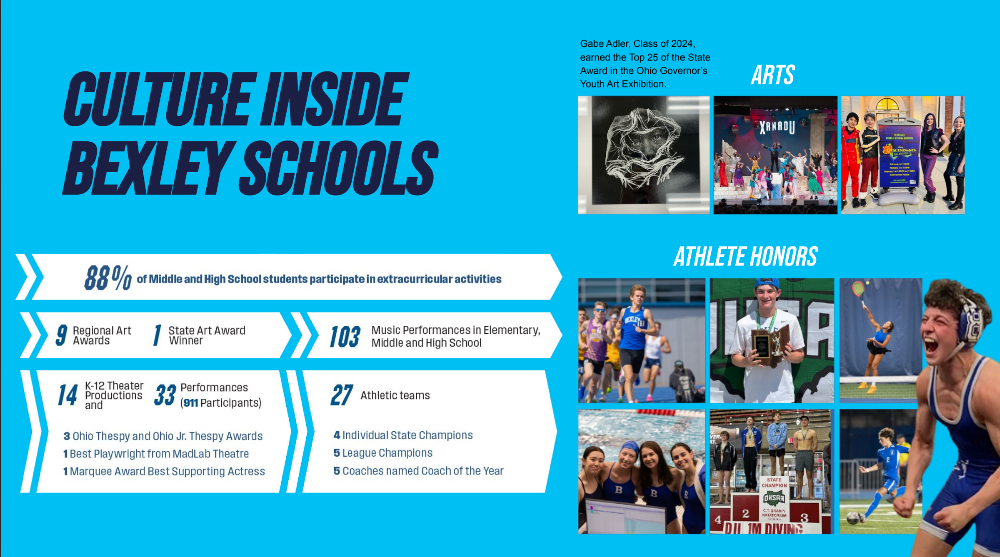 CULTURE INSIDE
BEXLEY SCHOOLS
88% of Middle and High School students participate in extracurricular activities
9 Regional Art
Awards
1 State Art Award
Winner
103 Music Performances in Elementary,
Middle and High School
14 K-12 Theater
Productions
and
33 Performances
(911 Participants)
3 Ohio Thespy and Ohio Jr. Thespy Awards
1 Best Playwright from MadLab Theatre
1 Marquee Award Best Supporting Actress
27 Athletic teams
4 Individual State Champions
5 League Champions
5 Coaches named Coach of the Year
Gabe Adler, Class of 2024,
earned the Top 25 of the State
Award in the Ohio Governor's
Youth Art Exhibition.
ARTS
XANADU
A BEXLEY
MIDDLE SCHOOL
DESCENDANTS
THE MUSICAL
ATHLETE HONORS
BEXLEY
B
B
B
2
STATE
CHAMPION
OHSAA
C.T. BRANIN
NATATORIUM
4
2
3
1M DIVING